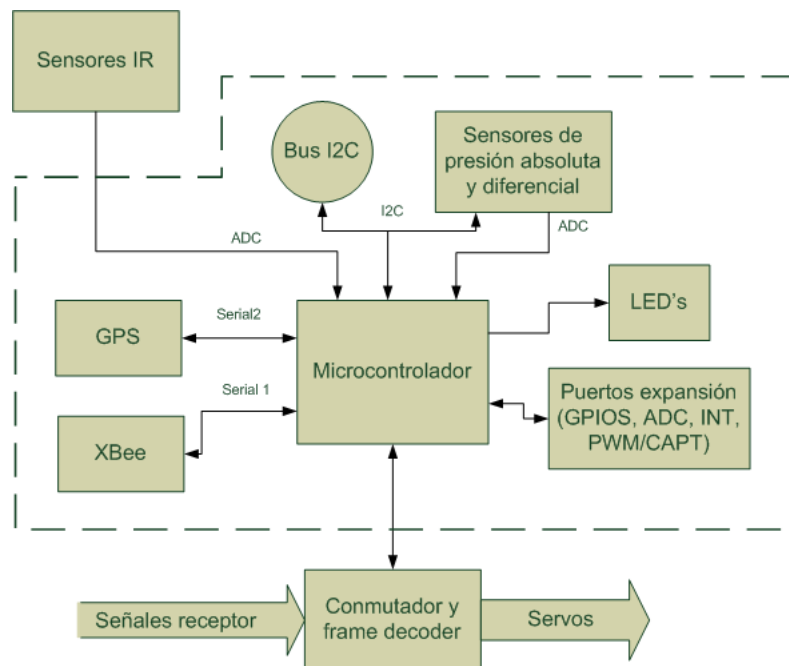 Sensores IR
Bus I2C
Sensores de
presión absoluta
y diferencial
I2C
ADC
ADC
LED's
GPS
Serial2
Microcontrolador
Serial 1
XBee
Puertos expansión
(GPIOS, ADC, INT,
PWM/CAPT)
Señales receptor
Conmutador y
frame decoder
Servos